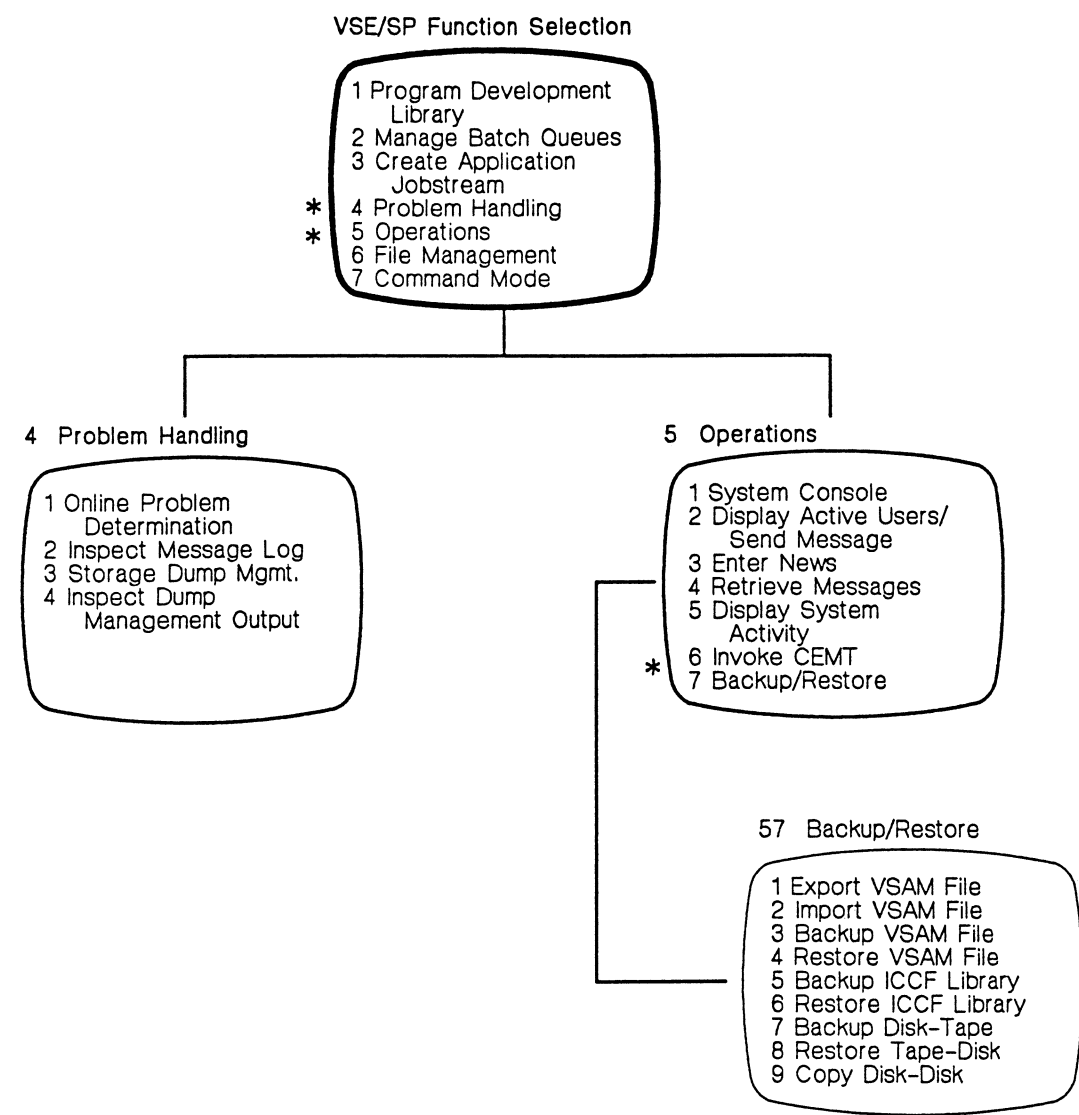 VSE/SP Function Selection
1 Program Development
Library
2 Manage Batch Queues
3 Create Application
Jobstream
* 4 Problem Handling
* 5 Operations
6 File Management
7 Command Mode
4 Problem Handling
1 Online Problem
Determination
2 Inspect Message Log
3 Storage Dump Mgmt.
4 Inspect Dump
Management Output
5 Operations
1 System Console
2 Display Active Users/
Send Message
3 Enter News
4 Retrieve Messages
5 Display System
Activity
6 Invoke CEMT
* 7 Backup/Restore
57 Backup/Restore
1 Export VSAM File
2 Import VSAM File
3 Backup VSAM File
4 Restore VSAM File
5 Backup ICCF Library
6 Restore ICCF Library
7 Backup Disk-Tape
8 Restore Tape-Disk
9 Copy Disk-Disk